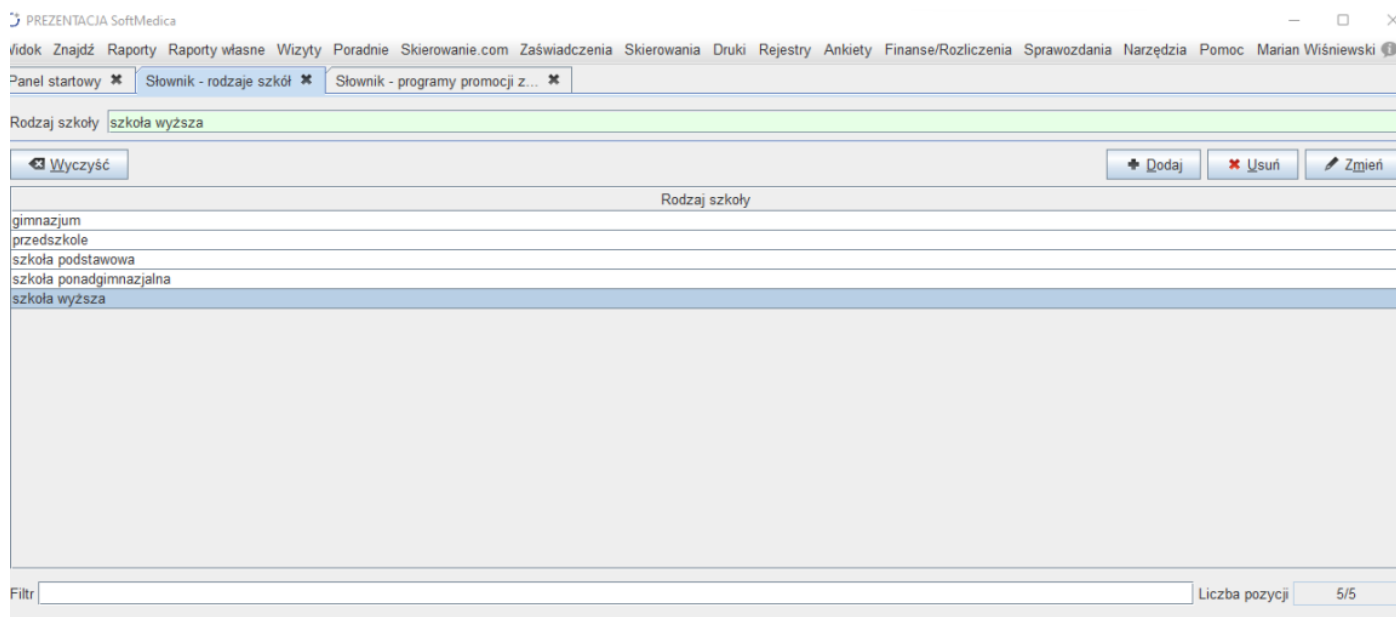 PREZENTACJA SoftMedica
Widok Znajdź Raporty Raporty własne Wizyty Poradnie Skierowanie.com Zaświadczenia Skierowania Druki Rejestry Ankiety Finanse/Rozliczenia Sprawozdania Narzędzia Pomoc Marian Wiśniewski
Panel startowy Słownik - rodzaje szkół Słownik - programy promocji z...
Rodzaj szkoły szkoła wyższa
Wyczyść Dodaj Usuń Zmień
Rodzaj szkoły
gimnazjum
przedszkole
szkoła podstawowa
szkoła ponadgimnazjalna
szkoła wyższa
Filtr Liczba pozycji 5/5